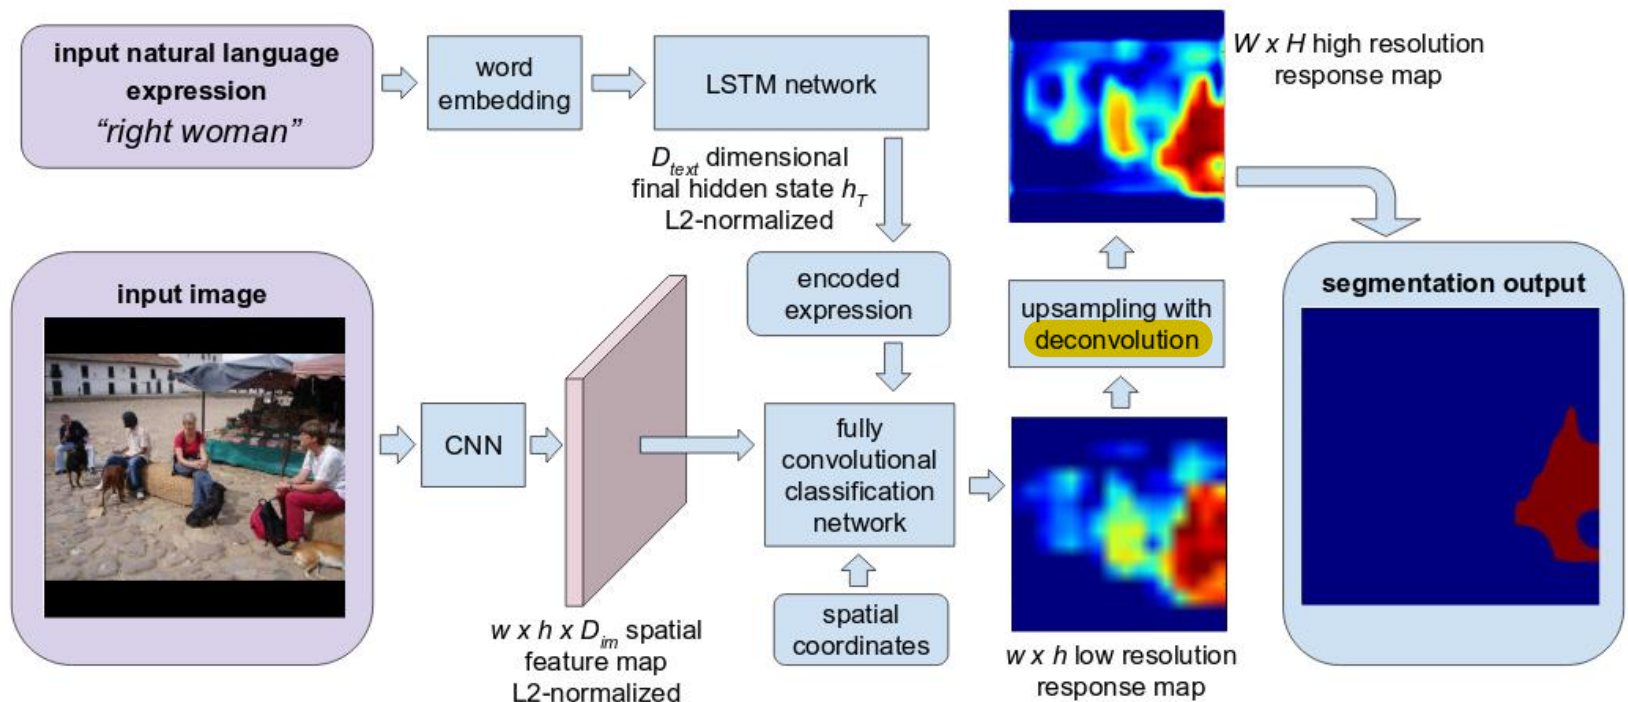 input natural language
expression
“right woman”
word
embedding
LSTM network
W x H high resolution
response map
D_text dimensional
final hidden state h_T
L2-normalized
input image
encoded
expression
upsampling with
deconvolution
segmentation output
CNN
fully
convolutional
classification
network
spatial
coordinates
w x h x D_im spatial
feature map
L2-normalized
w x h low resolution
response map